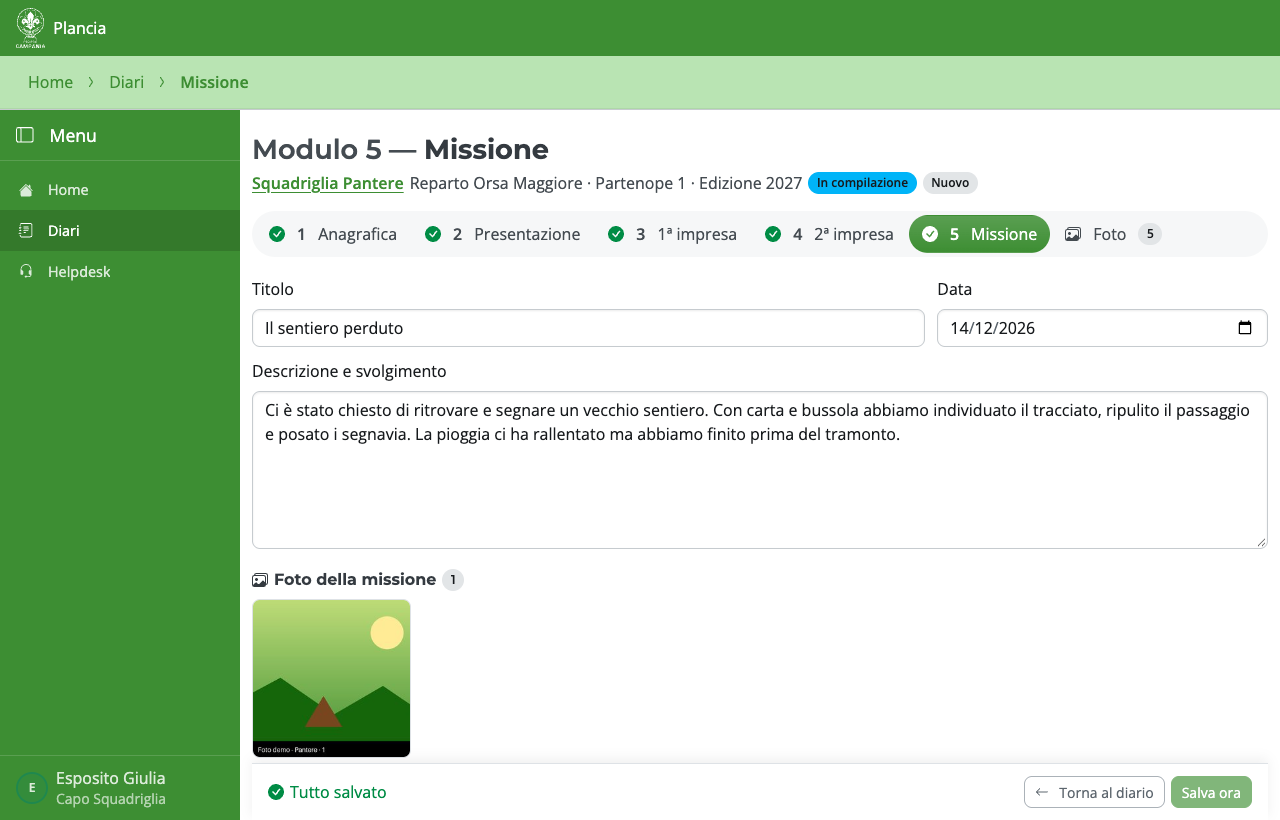 CAMPANIA
Plancia
Home
Diari
Missione
Menu
Home
Diari
Helpdesk
Esposito Giulia
E
Capo Squadriglia
Modulo 5 — Missione
Squadriglia Pantere Reparto Orsa Maggiore · Partenope 1 · Edizione 2027 In compilazione Nuovo
1 Anagrafica 2 Presentazione 3 1ª impresa 4 2ª impresa 5 Missione Foto 5
Titolo
Data
Il sentiero perduto
14/12/2026
Descrizione e svolgimento
Ci è stato chiesto di ritrovare e segnare un vecchio sentiero. Con carta e bussola abbiamo individuato il tracciato, ripulito il passaggio
e posato i segnavia. La pioggia ci ha rallentato ma abbiamo finito prima del tramonto.
Foto della missione 1
Foto demo · Pantere · 1
Tutto salvato
Torna al diario
Salva ora